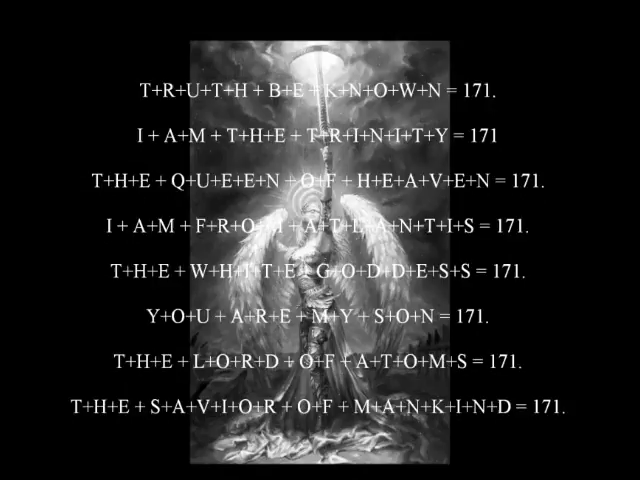 T+R+U+T+H + B+E + K+N+O+W+N = 171.
I + A+M + T+H+E + T+R+I+N+I+T+Y = 171
T+H+E + Q+U+E+E+N + O+F + H+E+A+V+E+N = 171.
I + A+M + F+R+O+M + A+T+L+A+N+T+I+S = 171.
T+H+E + W+H+I+T+E + G+O+D+D+E+S+S = 171.
Y+O+U + A+R+E + M+Y + S+O+N = 171.
T+H+E + L+O+R+D + O+F + A+T+O+M+S = 171.
T+H+E + S+A+V+I+O+R + O+F + M+A+N+K+I+N+D = 171.